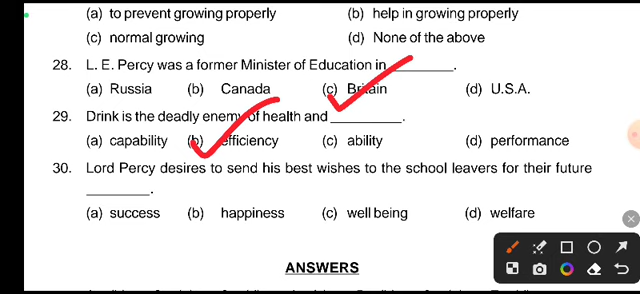 (a) to prevent growing properly (b) help in growing properly
(c) normal growing (d) None of the above
28. L. E. Percy was a former Minister of Education in ________.
(a) Russia (b) Canada (c) Britain (d) U.S.A.
29. Drink is the deadly enemy of health and _________.
(a) capability (b) efficiency (c) ability (d) performance
30. Lord Percy desires to send his best wishes to the school leavers for their future
________.
(a) success (b) happiness (c) well being (d) welfare
ANSWERS